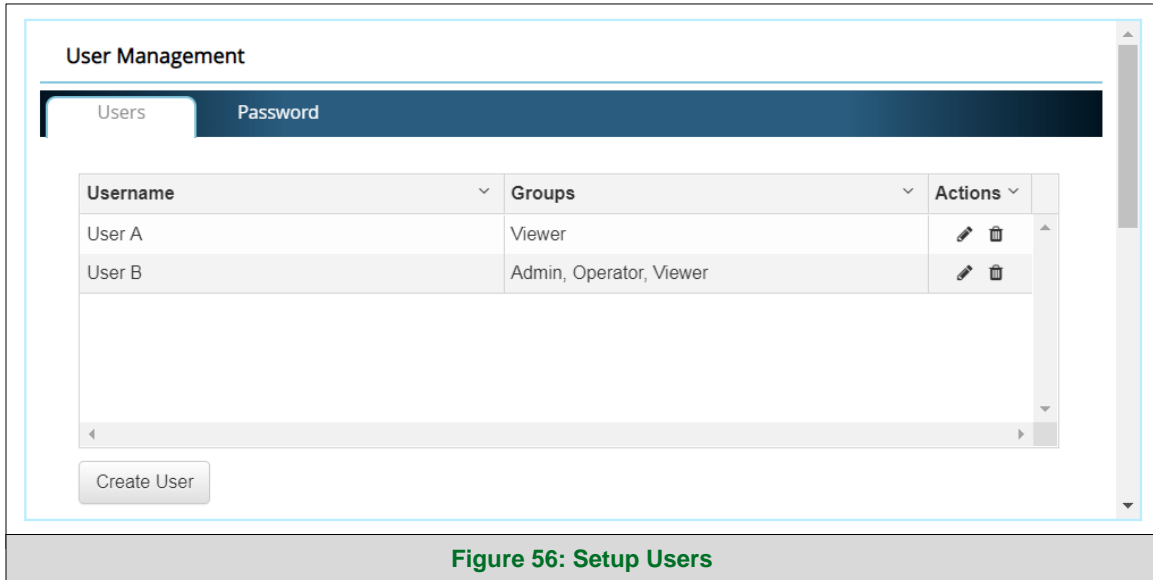 User Management
Users Password
Username Groups Actions
User A Viewer
User B Admin, Operator, Viewer
Create User
Figure 56: Setup Users